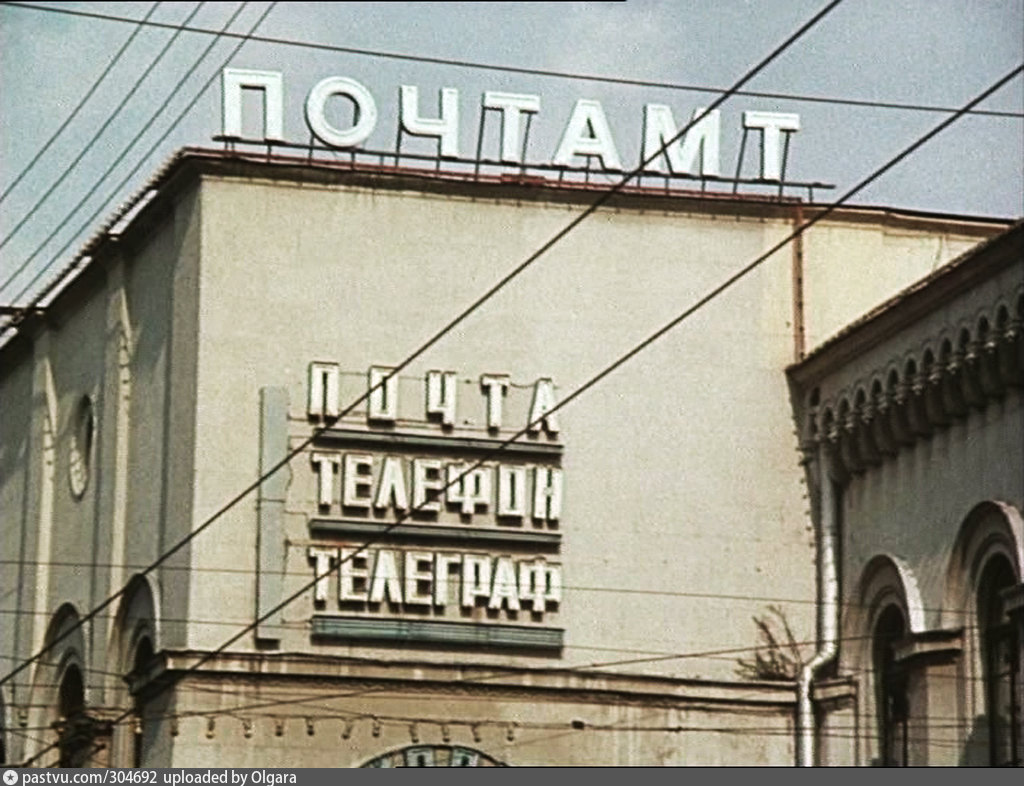 ПОЧТАМТ
ПОЧТА
ТЕЛЕФОН
ТЕЛЕГРАФ
pastvu.com/304692 uploaded by Olgara